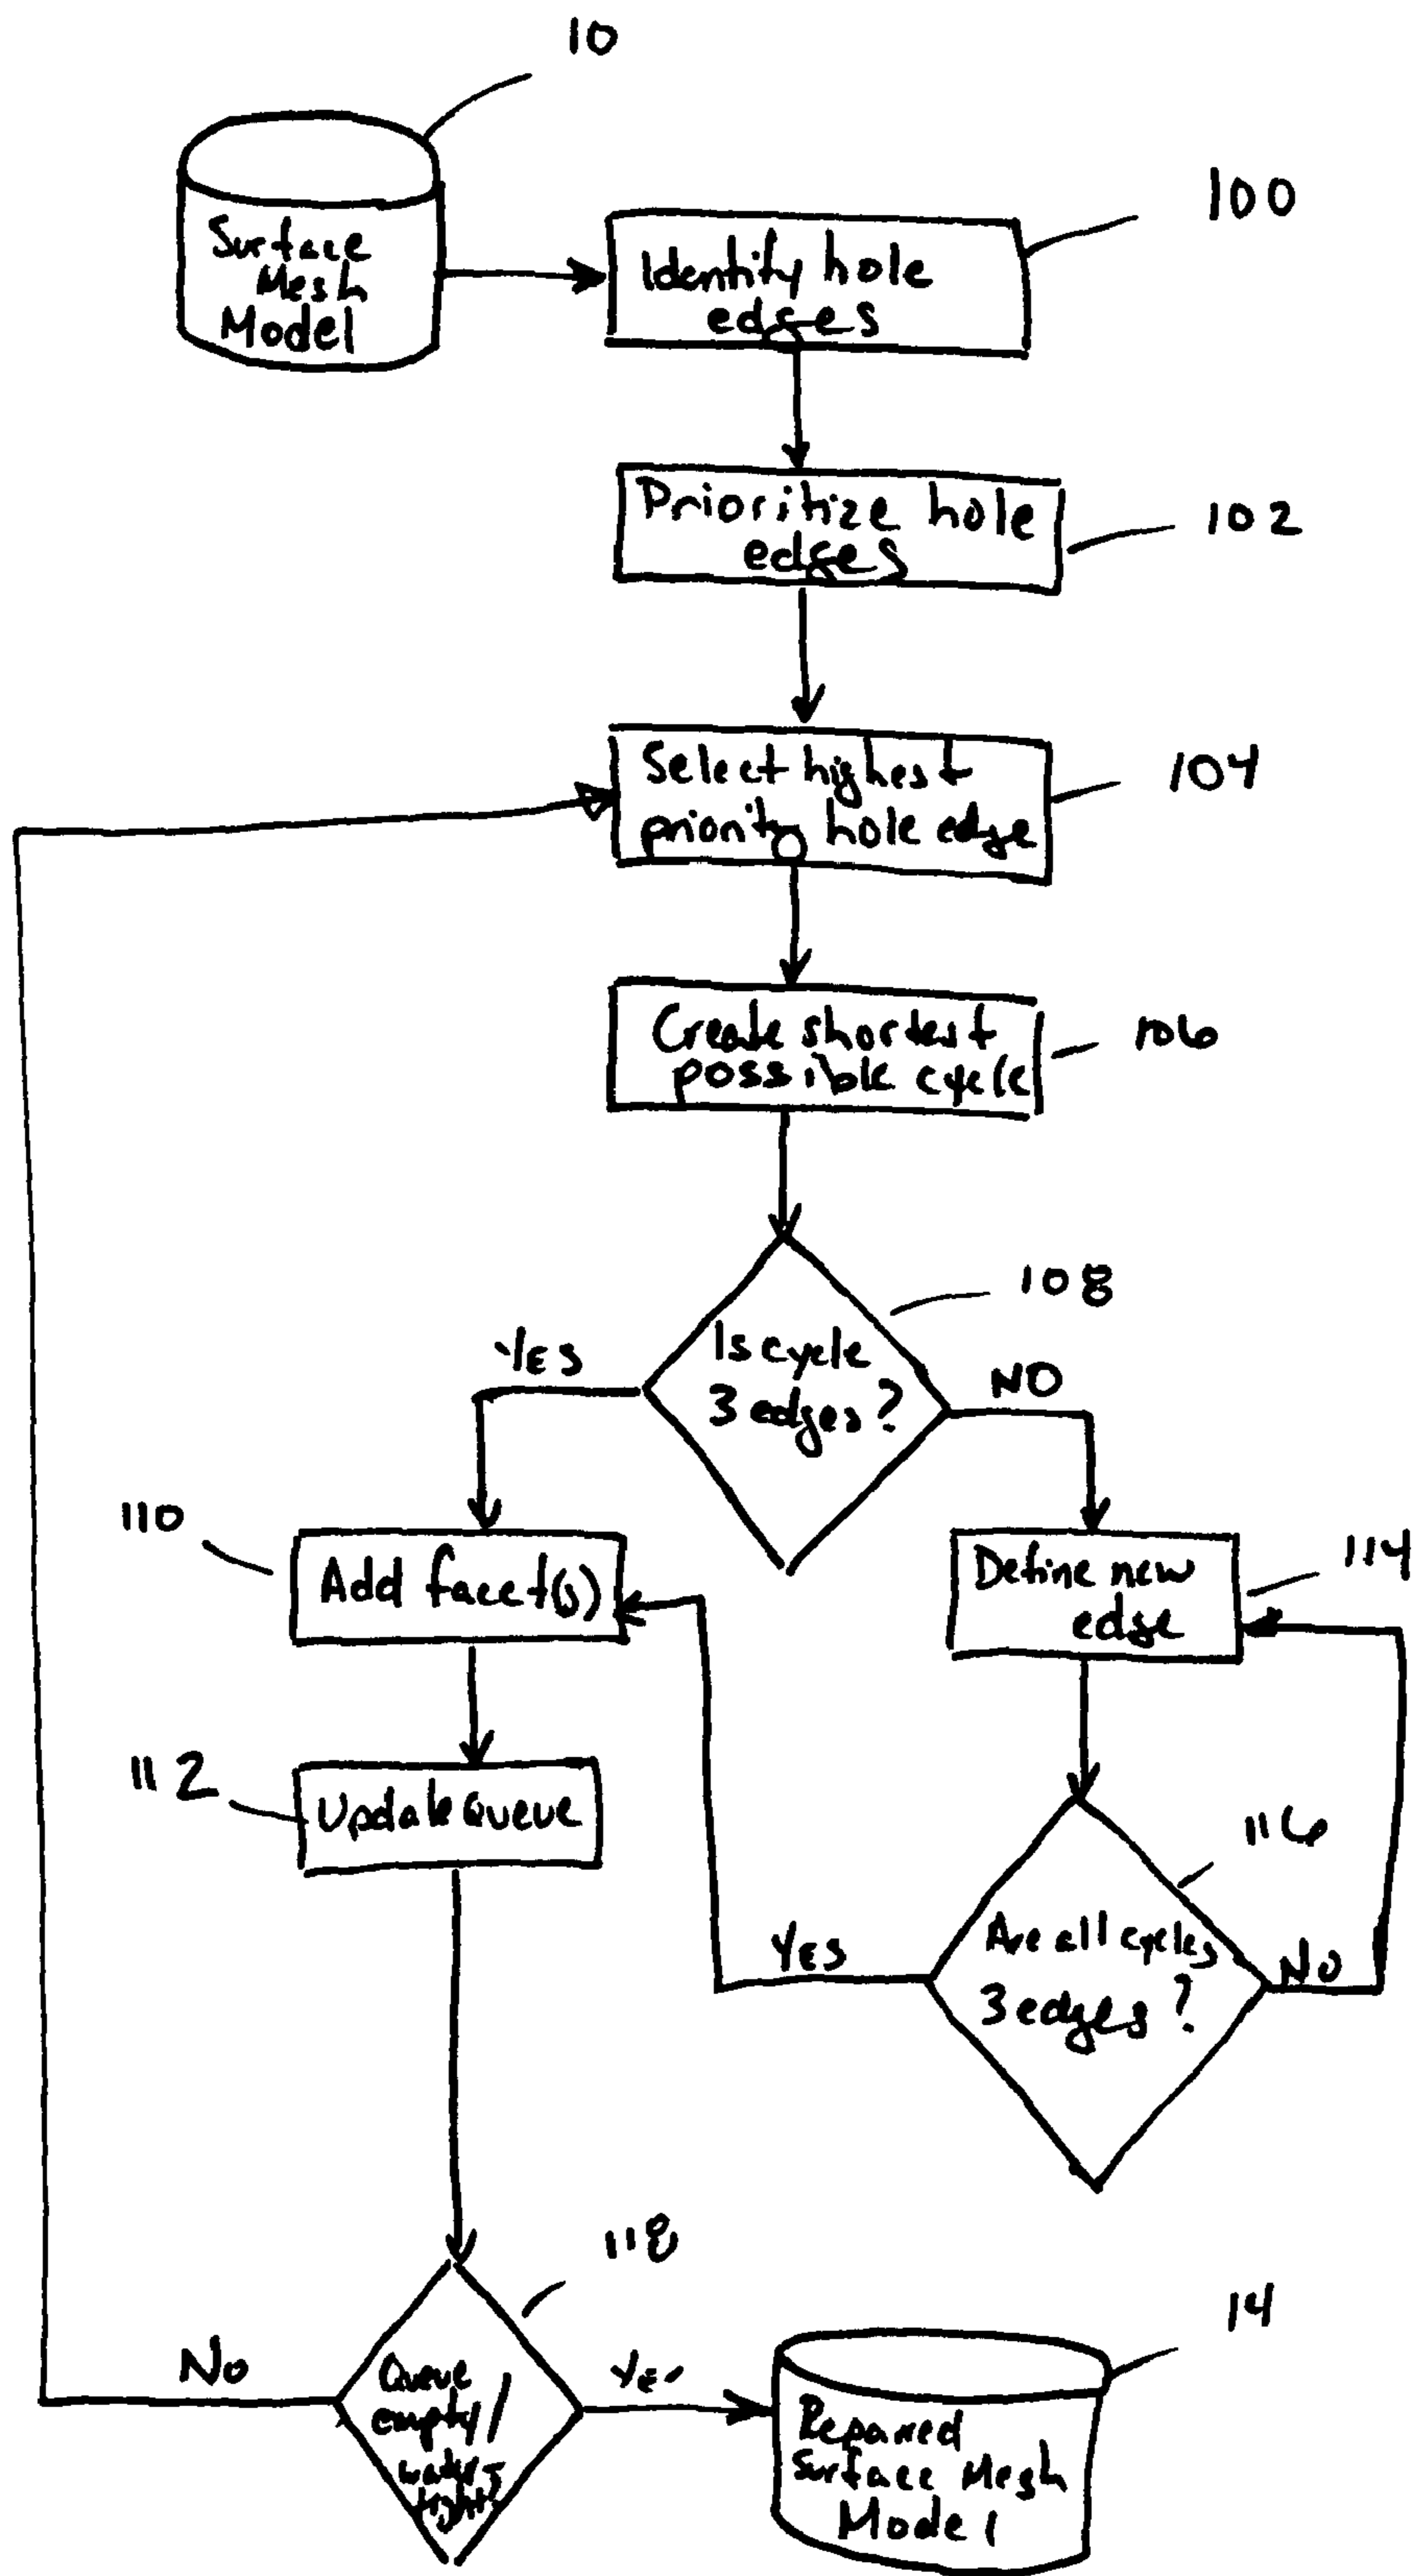 10
Surface
Mesh
Model
100
Identify hole
edges
Prioritize hole
edges
102
Select highest
priority hole edge
104
Create shortest
possible cycle
106
108
Is cycle
3 edges?
YES
NO
110
Add facet(s)
Define new
edge
114
112
Update Queue
116
Are all cycles
3 edges?
YES
NO
118
Queue
empty/
water
tight?
No
Yes
14
Repaired
Surface Mesh
Model